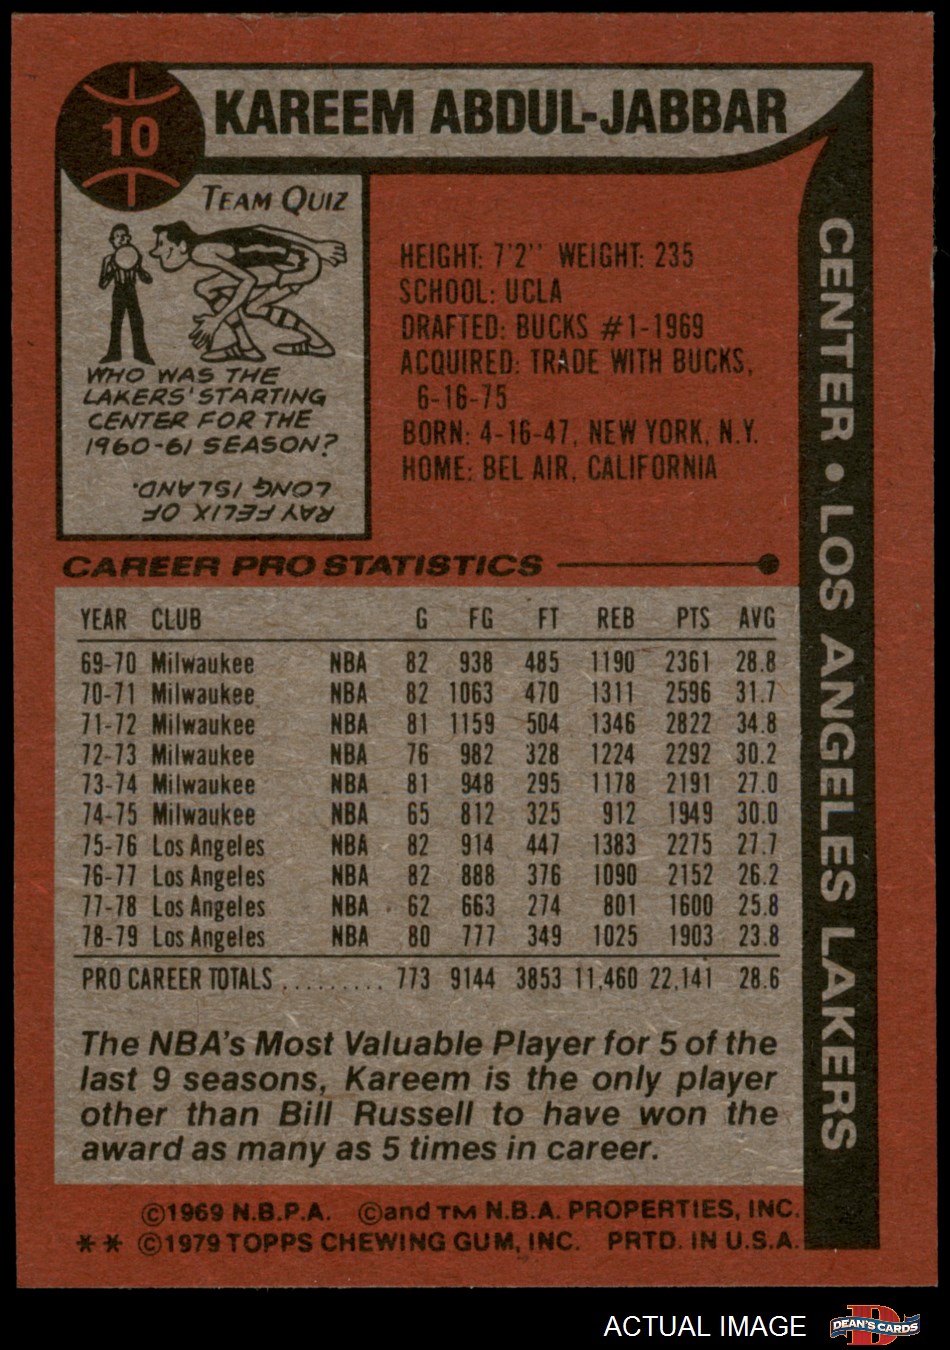 10
KAREEM ABDUL-JABBAR
CENTER • LOS ANGELES LAKERS
TEAM QUIZ
WHO WAS THE
LAKERS' STARTING
CENTER FOR THE
1960-61 SEASON?
RAY FELIX OF
LONG ISLAND.
HEIGHT: 7'2'' WEIGHT: 235
SCHOOL: UCLA
DRAFTED: BUCKS #1-1969
ACQUIRED: TRADE WITH BUCKS,
6-16-75
BORN: 4-16-47, NEW YORK, N.Y.
HOME: BEL AIR, CALIFORNIA
CAREER PRO STATISTICS
YEAR CLUB G FG FT REB PTS AVG
69-70 Milwaukee NBA 82 938 485 1190 2361 28.8
70-71 Milwaukee NBA 82 1063 470 1311 2596 31.7
71-72 Milwaukee NBA 81 1159 504 1346 2822 34.8
72-73 Milwaukee NBA 76 982 328 1224 2292 30.2
73-74 Milwaukee NBA 81 948 295 1178 2191 27.0
74-75 Milwaukee NBA 65 812 325 912 1949 30.0
75-76 Los Angeles NBA 82 914 447 1383 2275 27.7
76-77 Los Angeles NBA 82 888 376 1090 2152 26.2
77-78 Los Angeles NBA 62 663 274 801 1600 25.8
78-79 Los Angeles NBA 80 777 349 1025 1903 23.8
PRO CAREER TOTALS ......... 773 9144 3853 11,460 22,141 28.6
The NBA's Most Valuable Player for 5 of the
last 9 seasons, Kareem is the only player
other than Bill Russell to have won the
award as many as 5 times in career.
©1969 N.B.P.A. ©and TM N.B.A. PROPERTIES, INC.
** ©1979 TOPPS CHEWING GUM, INC. PRTD. IN U.S.A.
ACTUAL IMAGE
D
DEAN'S CARDS